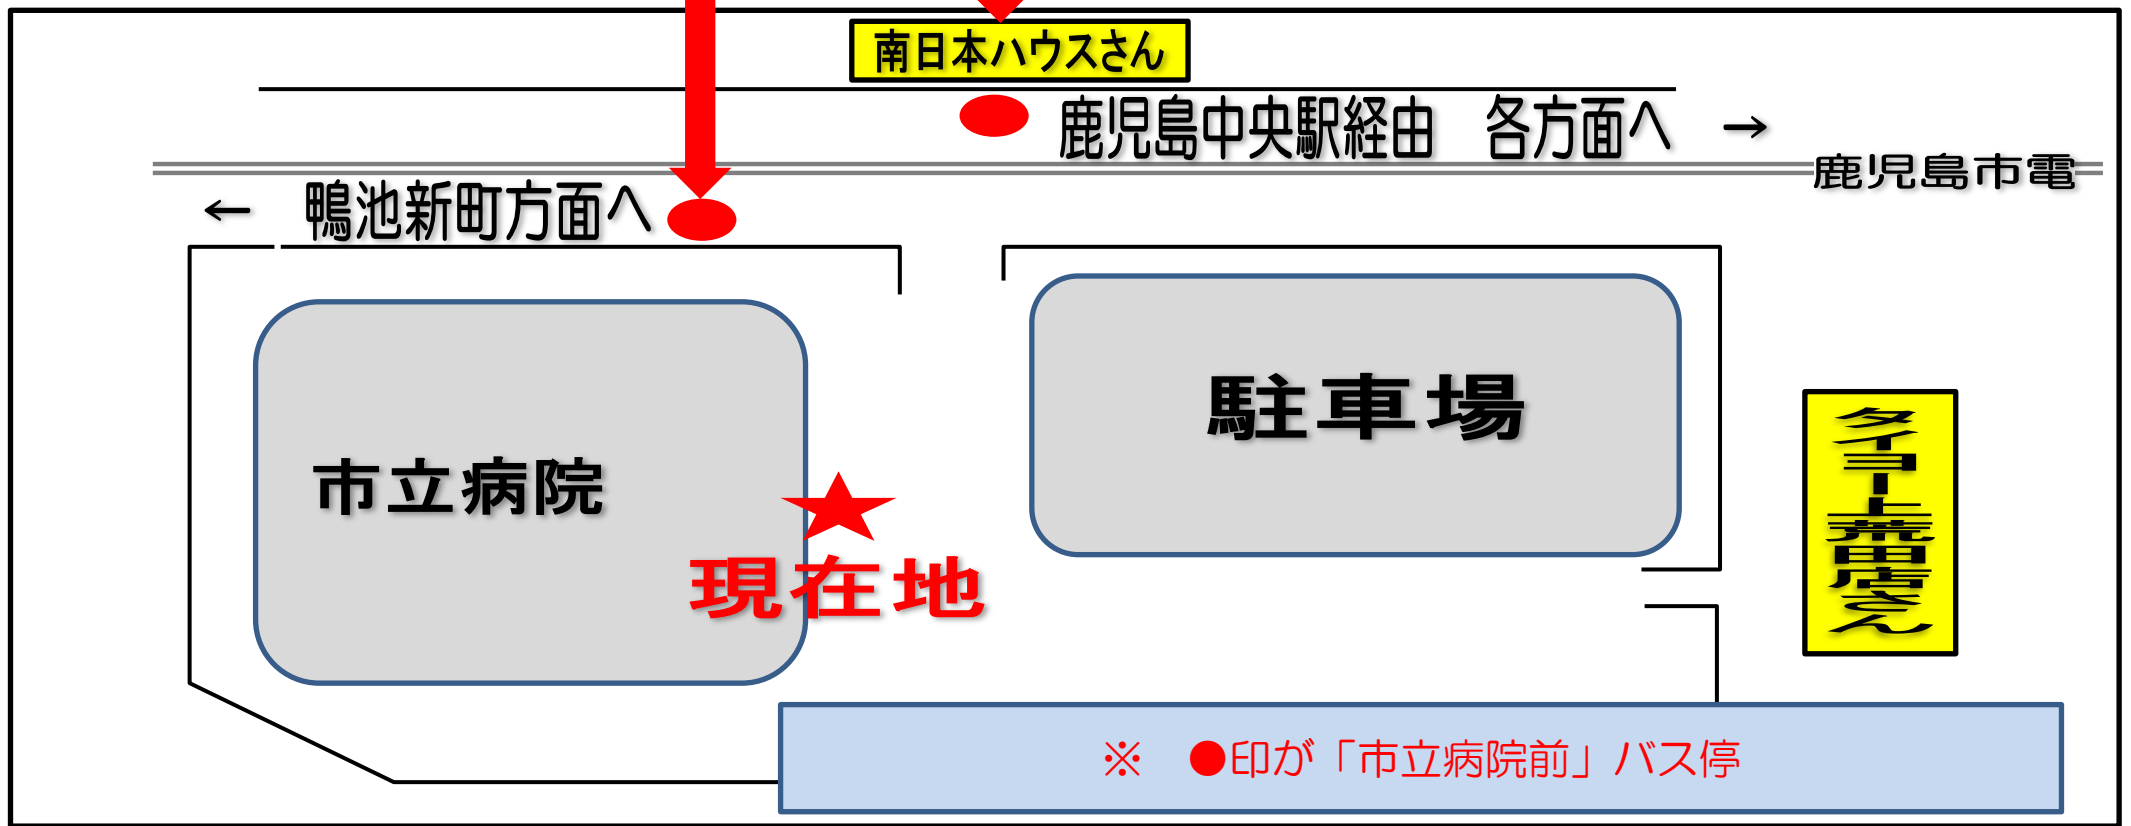 南日本ハウスさん
鹿児島中央駅経由　各方面へ　→
鹿児島市電
←　鴨池新町方面へ
駐車場
市立病院
タイヨー上荒田店さん
現在地
※　●印が「市立病院前」バス停